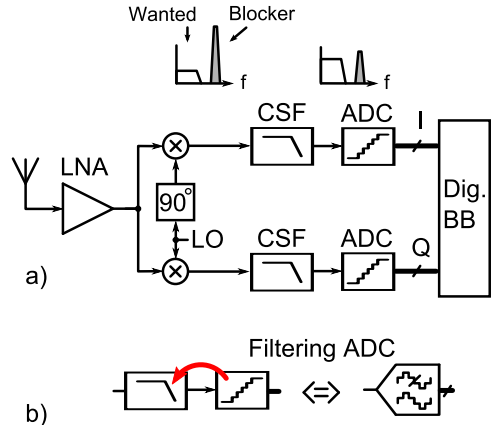 Wanted Blocker
f f
CSF ADC I
LNA
90°
LO
Dig.
BB
CSF ADC Q
a)
Filtering ADC
b)